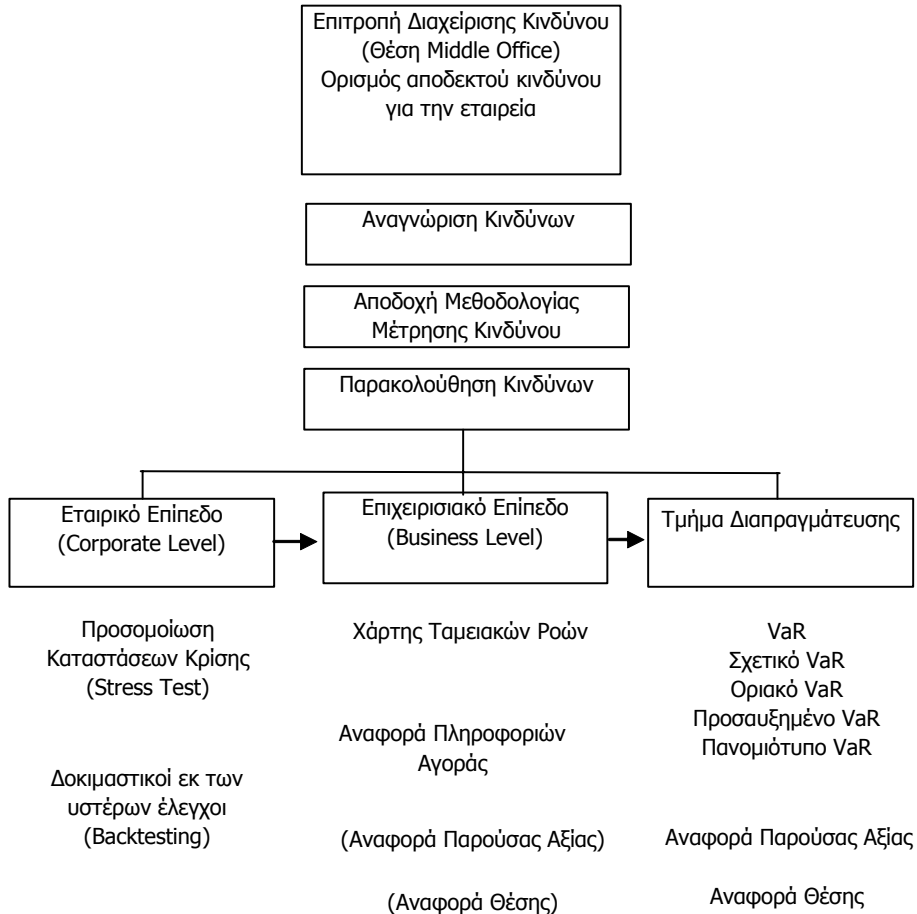 Επιτροπή Διαχείρισης Κινδύνου
(Θέση Middle Office)
Ορισμός αποδεκτού κινδύνου
για την εταιρεία
Αναγνώριση Κινδύνων
Αποδοχή Μεθοδολογίας
Μέτρησης Κινδύνου
Παρακολούθηση Κινδύνων
Εταιρικό Επίπεδο
(Corporate Level)
Επιχειρισιακό Επίπεδο
(Business Level)
Τμήμα Διαπραγμάτευσης
Προσομοίωση
Καταστάσεων Κρίσης
(Stress Test)
Δοκιμαστικοί εκ των
υστέρων έλεγχοι
(Backtesting)
Χάρτης Ταμειακών Ροών
Αναφορά Πληροφοριών
Αγοράς
(Αναφορά Παρούσας Αξίας)
(Αναφορά Θέσης)
VaR
Σχετικό VaR
Οριακό VaR
Προσαυξημένο VaR
Πανομιότυπο VaR
Αναφορά Παρούσας Αξίας
Αναφορά Θέσης